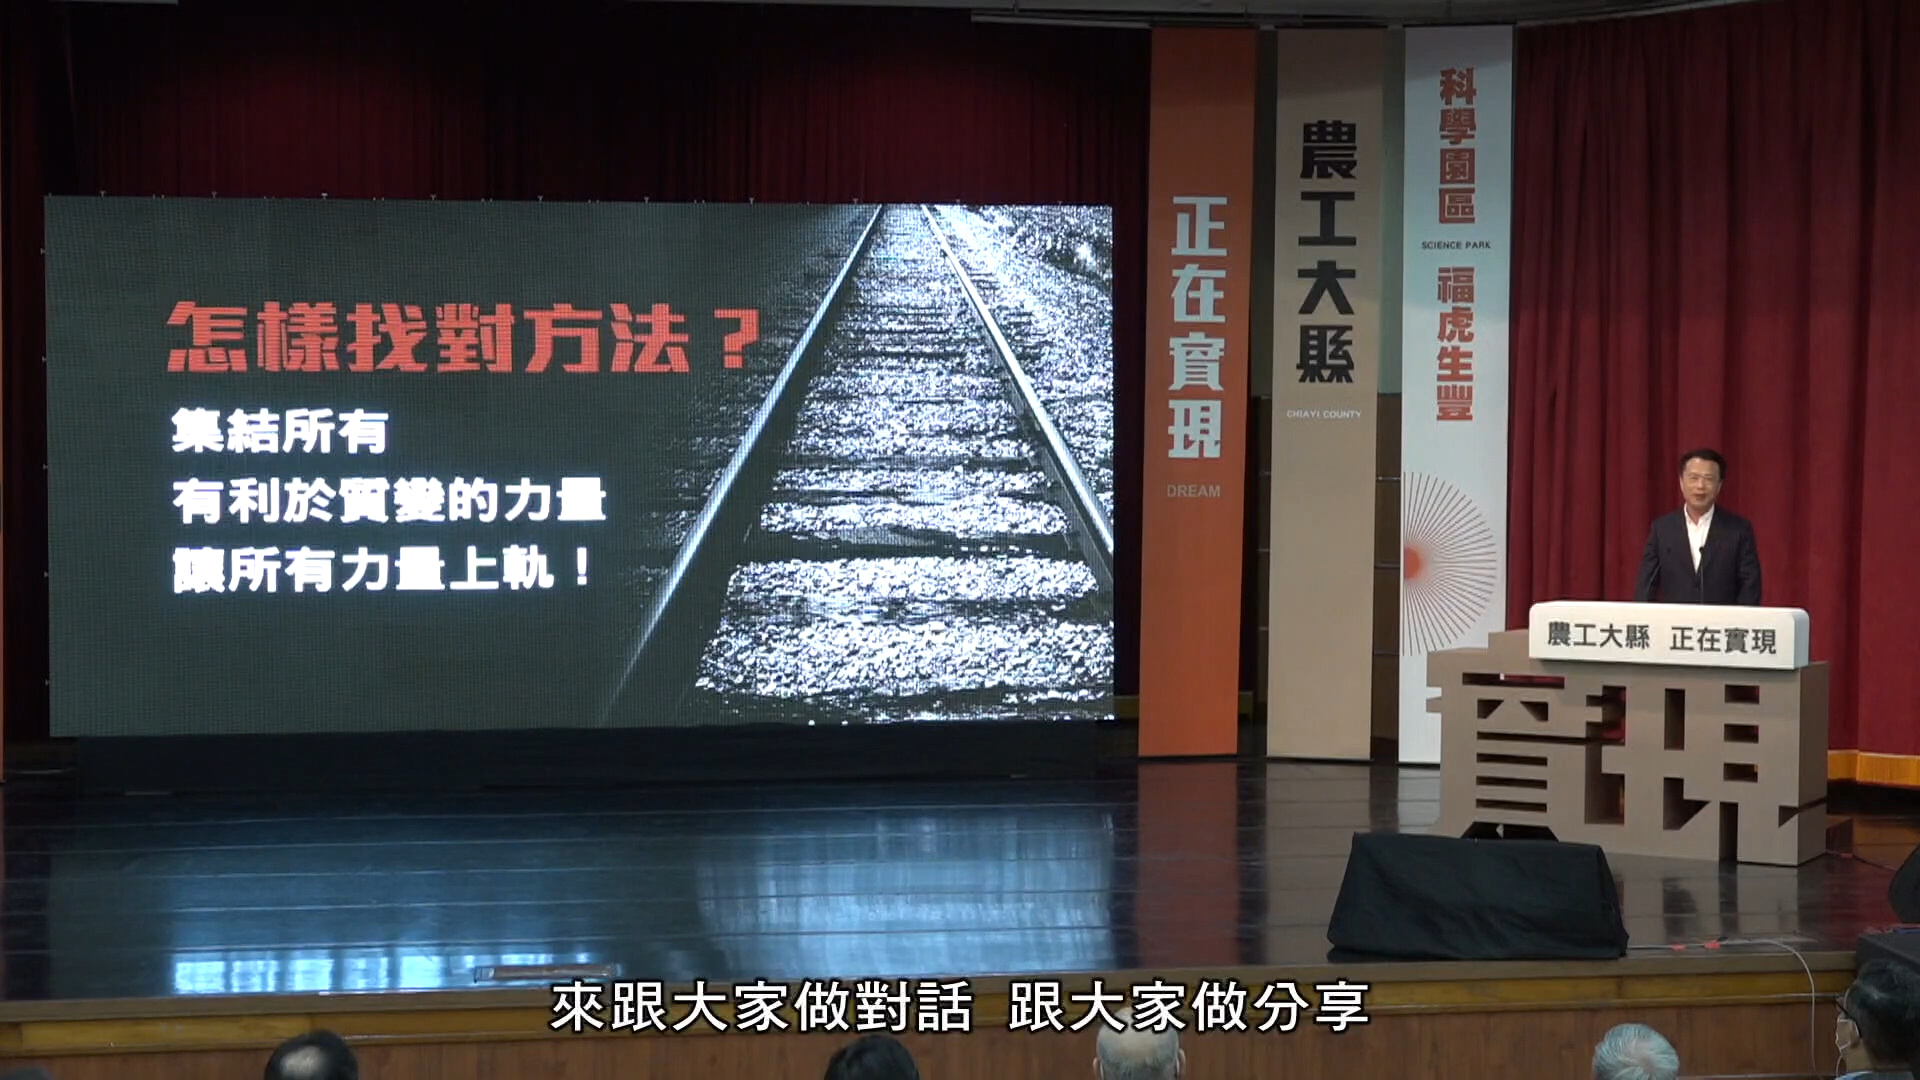 怎樣找對方法？
集結所有
有利於質變的力量
讓所有力量上軌！
正在實現
DREAM
農工大縣
CHIAYI COUNTY
科學園區
SCIENCE PARK
福虎生豐
農工大縣 正在實現
實現
來跟大家做對話 跟大家做分享